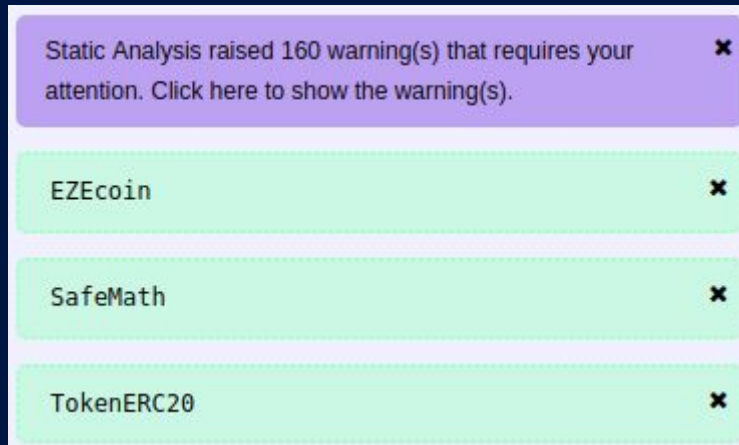 Static Analysis raised 160 warning(s) that requires your
attention. Click here to show the warning(s).
EZEcoin
SafeMath
TokenERC20